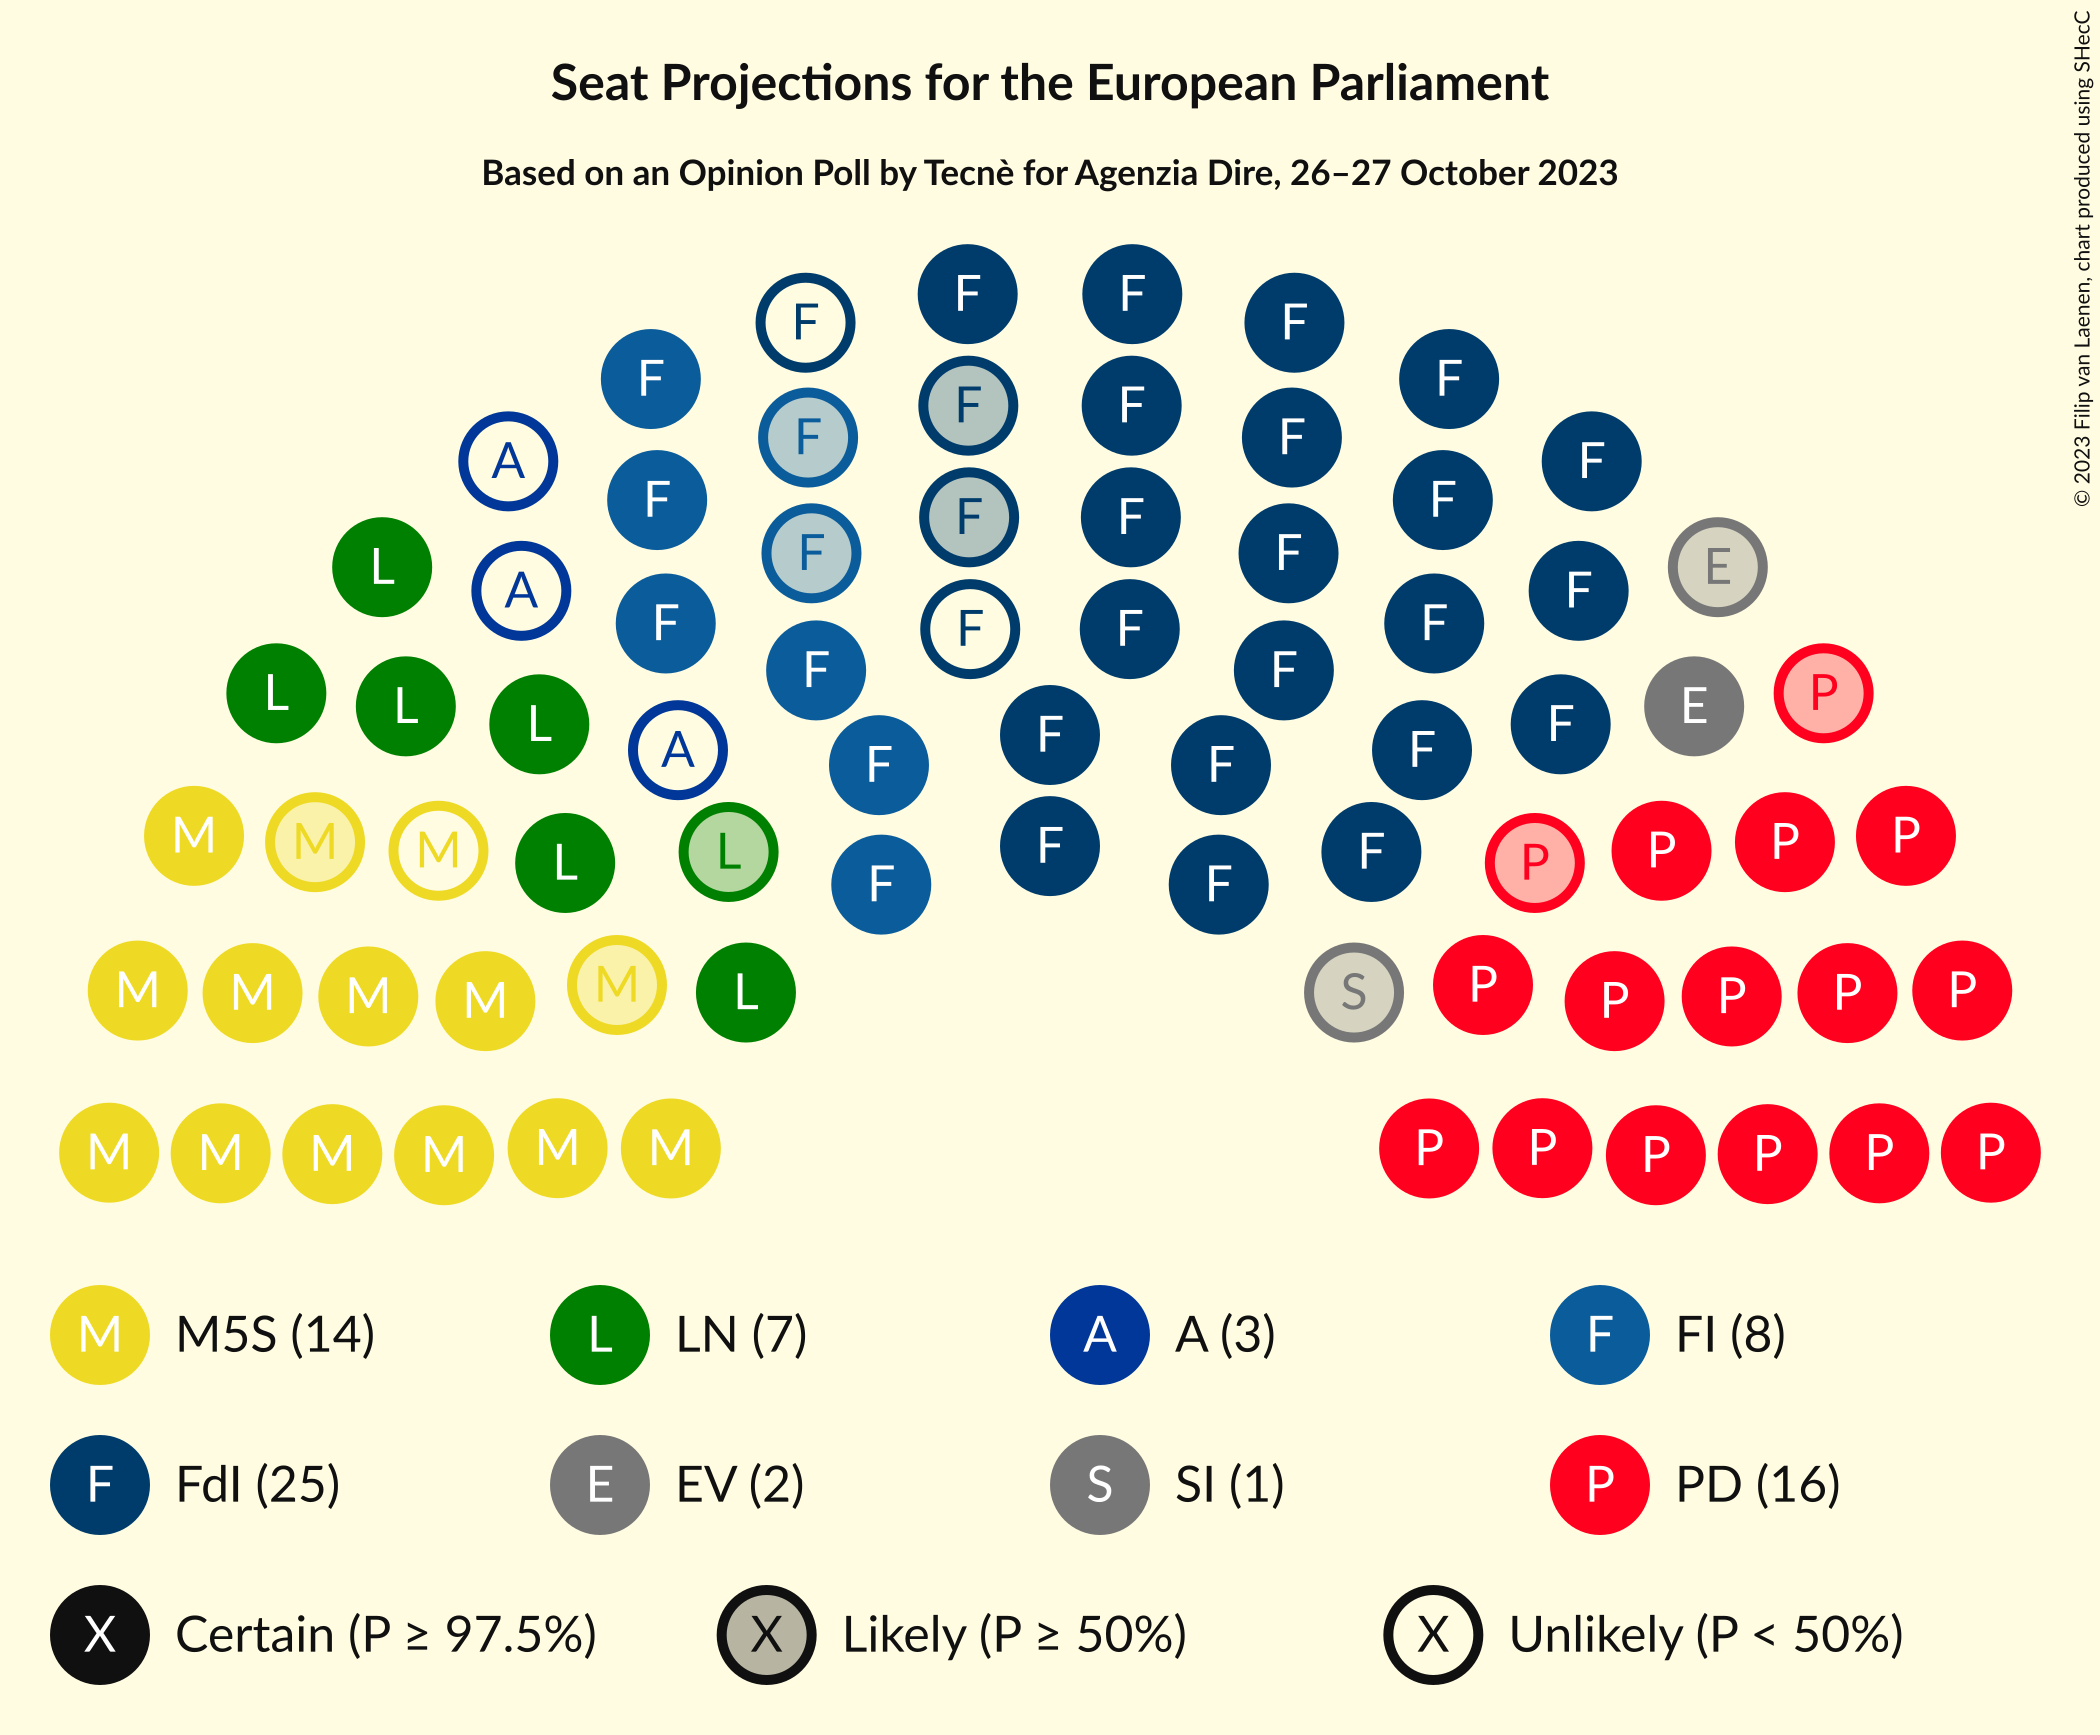 Seat Projections for the European Parliament
Based on an Opinion Poll by Tecnè for Agenzia Dire, 26–27 October 2023
© 2023 Filip van Laenen, chart produced using SHecC
F F F F
F F F
F F F F
A F F F F F
F F F
L A F F F E
F F F F
L L L A F F F F E P
F F F
M M M L L F F F F P P P P
F F
M M M M M L S P P P P P
M M M M M M P P P P P P
M M5S (14) L LN (7) A A (3) F FI (8)
F FdI (25) E EV (2) S SI (1) P PD (16)
X Certain (P ≥ 97.5%) X Likely (P ≥ 50%) X Unlikely (P < 50%)